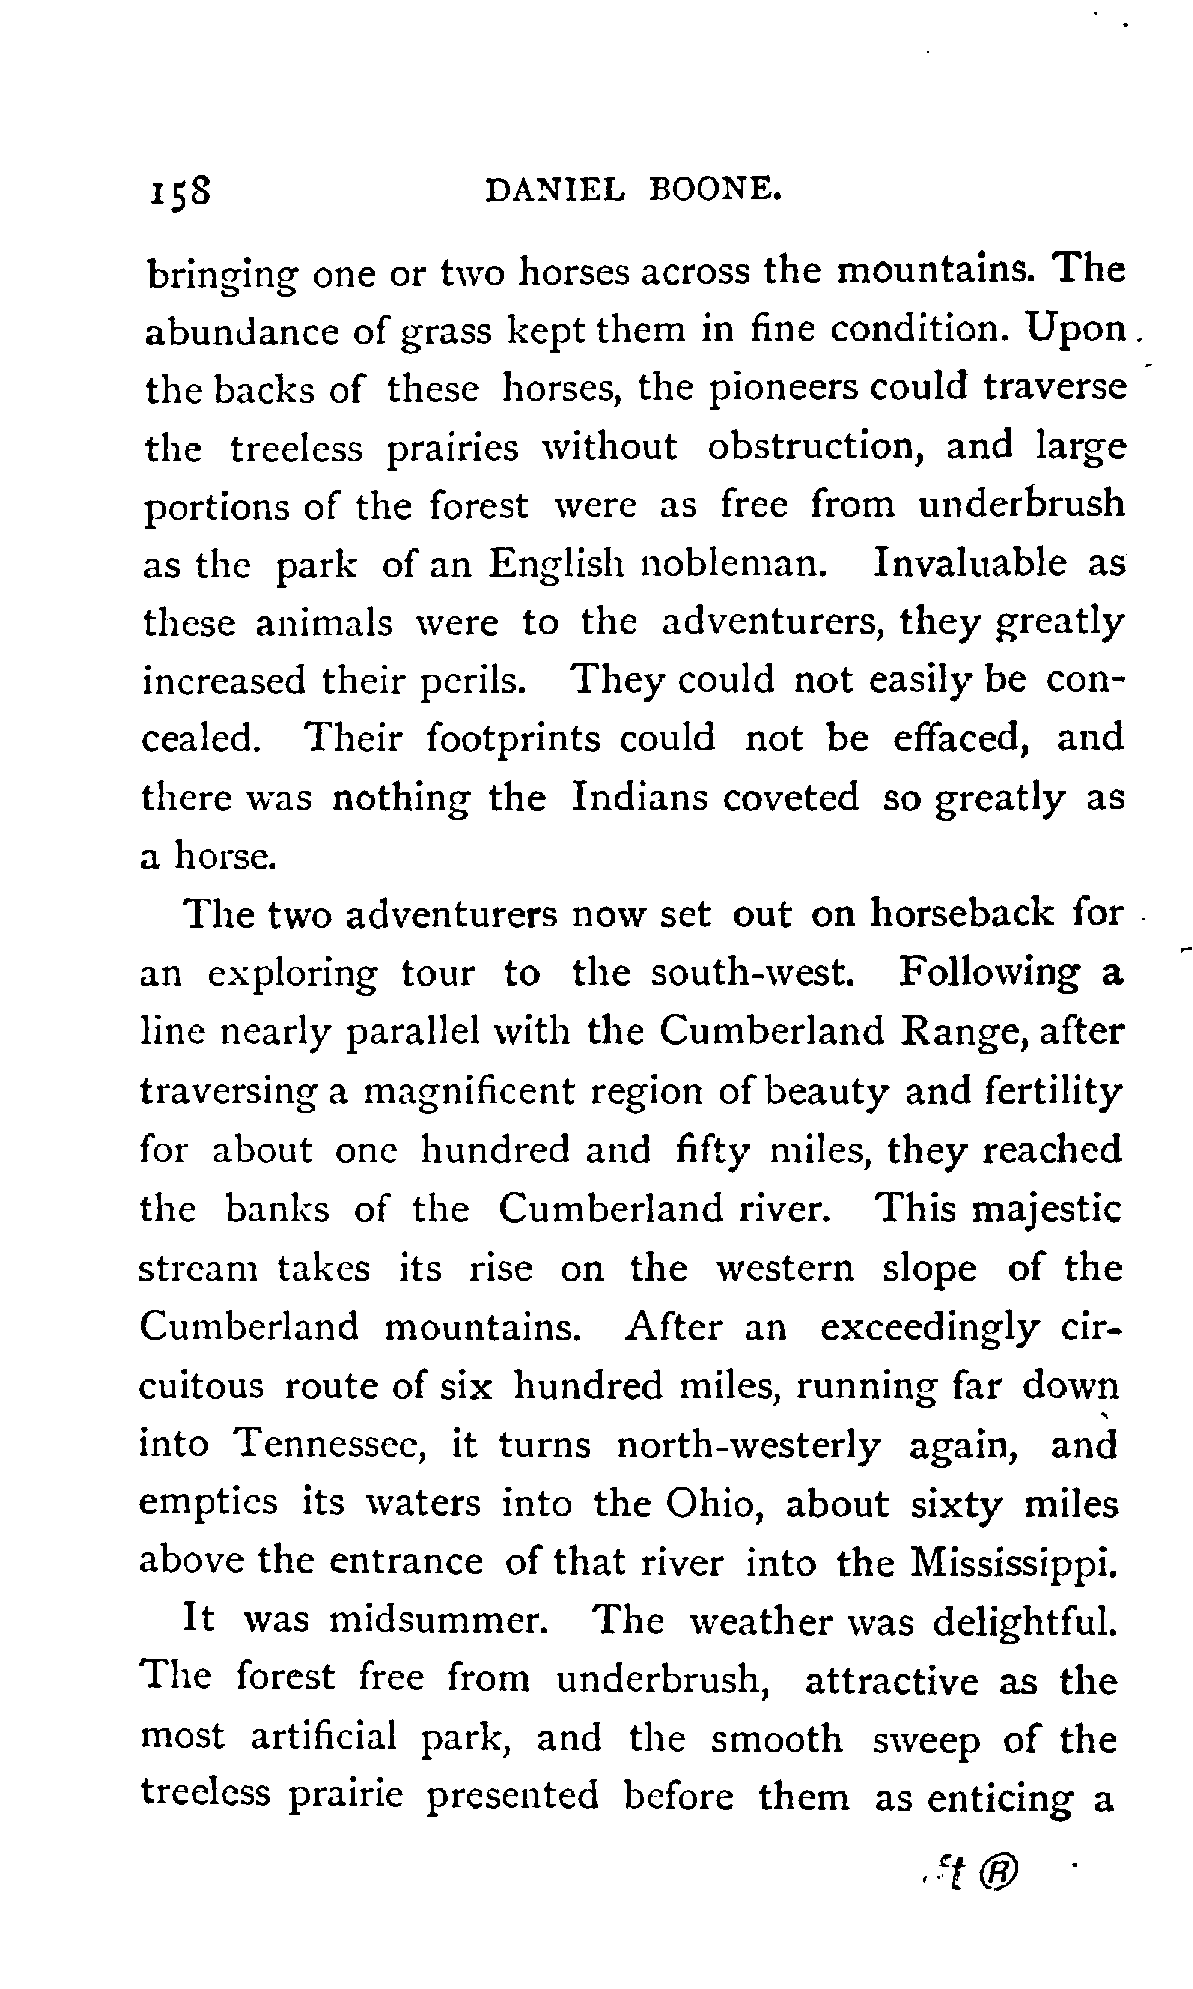 158 DANIEL BOONE.
bringing one or two horses across the mountains. The
abundance of grass kept them in fine condition. Upon
the backs of these horses, the pioneers could traverse
the treeless prairies without obstruction, and large
portions of the forest were as free from underbrush
as the park of an English nobleman. Invaluable as
these animals were to the adventurers, they greatly
increased their perils. They could not easily be con-
cealed. Their footprints could not be effaced, and
there was nothing the Indians coveted so greatly as
a horse.
The two adventurers now set out on horseback for
an exploring tour to the south-west. Following a
line nearly parallel with the Cumberland Range, after
traversing a magnificent region of beauty and fertility
for about one hundred and fifty miles, they reached
the banks of the Cumberland river. This majestic
stream takes its rise on the western slope of the
Cumberland mountains. After an exceedingly cir-
cuitous route of six hundred miles, running far down
into Tennessee, it turns north-westerly again, and
empties its waters into the Ohio, about sixty miles
above the entrance of that river into the Mississippi.
It was midsummer. The weather was delightful.
The forest free from underbrush, attractive as the
most artificial park, and the smooth sweep of the
treeless prairie presented before them as enticing a
®